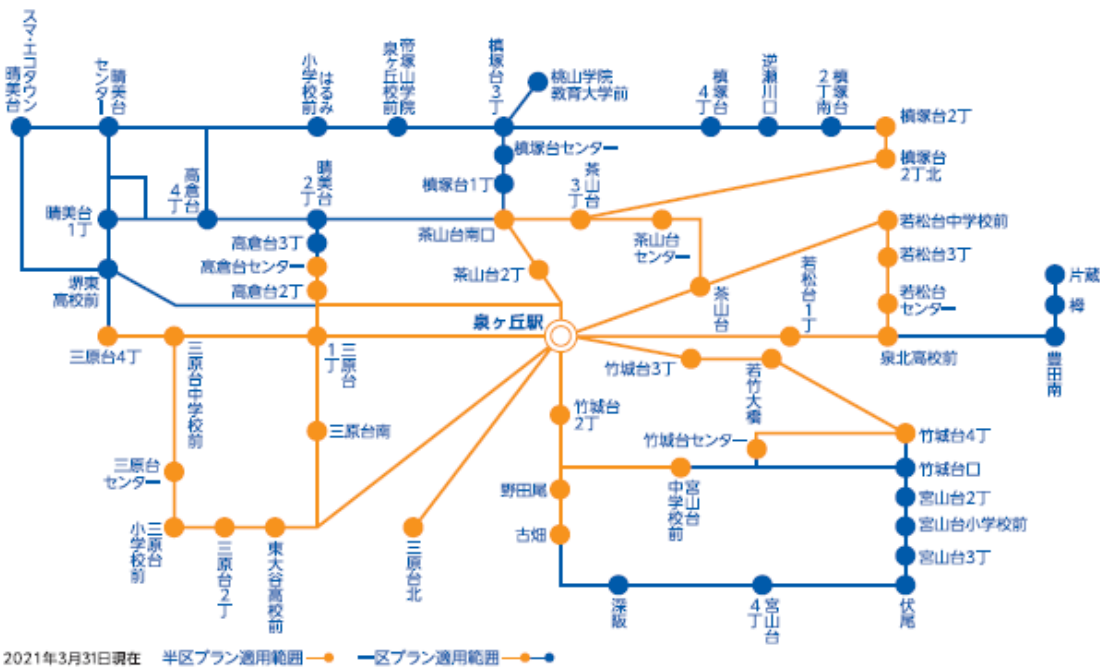 スマ・エコタウン
晴美台
晴美台
センター
はるみ
小学校前
帝塚山学院
泉ヶ丘校前
槇塚台
3丁
桃山学院
教育大学前
槇塚台
4丁
逆瀬川口
槇塚台
2丁南
槇塚台2丁
槇塚台
2丁北
槇塚台センター
槇塚台1丁
茶山台
3丁
高倉台
4丁
晴美台
2丁
晴美台
1丁
高倉台3丁
高倉台センター
高倉台2丁
茶山台南口
茶山台
センター
茶山台2丁
茶山台
若松台中学校前
若松台3丁
若松台
センター
若松台1丁
泉北高校前
片蔵
栂
豊田南
堺東
高校前
泉ヶ丘駅
三原台4丁
三原台中学校前
三原台
1丁
三原台南
三原台
センター
三原台
小学校前
三原台2丁
東大谷高校前
三原台北
竹城台3丁
若竹大橋
竹城台
2丁
竹城台センター
竹城台4丁
竹城台口
宮山台
中学校前
野田尾
古畑
宮山台2丁
宮山台小学校前
宮山台3丁
深阪
宮山台
4丁
伏尾
2021年3月31日現在 半区プラン適用範囲 一区プラン適用範囲